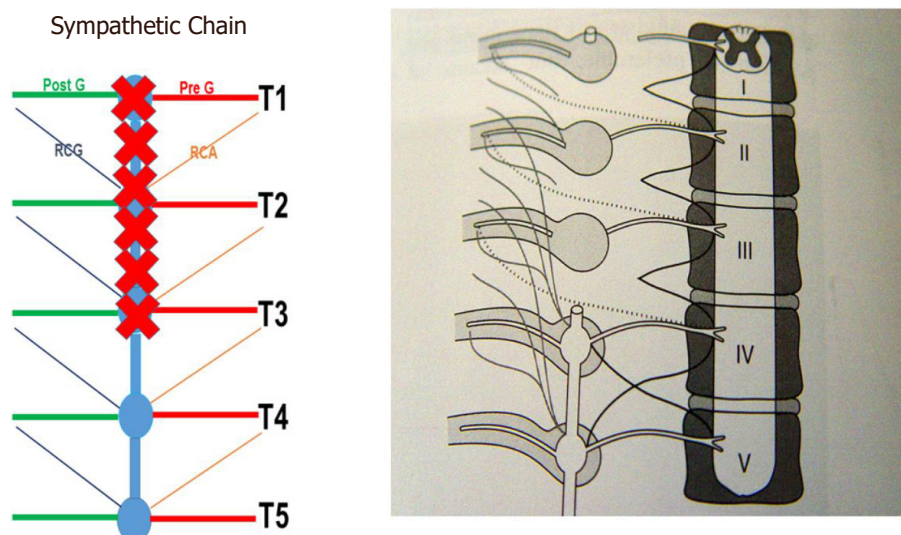 Sympathetic Chain
Post G
Pre G
T1
RCG
RCA
T2
T3
T4
T5
I
II
III
IV
V